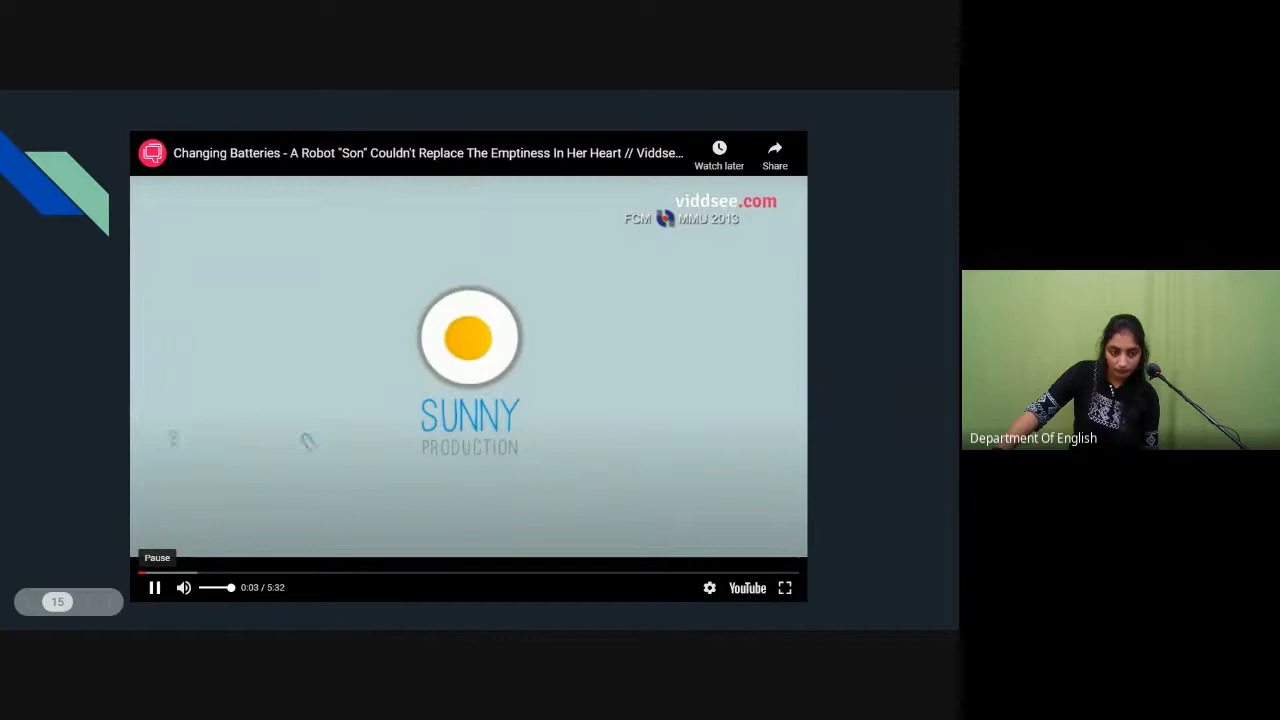 Changing Batteries - A Robot "Son" Couldn't Replace The Emptiness In Her Heart // Viddse...
Watch later
Share
viddsee.com
FCM MMU 2013
SUNNY
PRODUCTION
Department Of English
Pause
0:03 / 5:32
YouTube
15